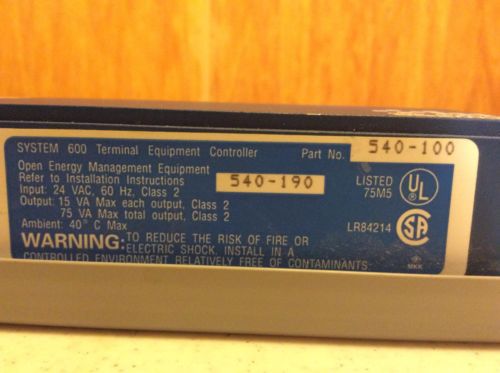 SYSTEM 600 Terminal Equipment Controller Part No. 540-100
Open Energy Management Equipment
Refer to Installation Instructions 540-190
Input: 24 VAC, 60 Hz, Class 2
Output: 15 VA Max each output, Class 2
75 VA Max total output, Class 2
Ambient: 40° C Max
LISTED
75M5
UL
LR84214
SA
WARNING: TO REDUCE THE RISK OF FIRE OR
ELECTRIC SHOCK, INSTALL IN A
CONTROLLED ENVIRONMENT RELATIVELY FREE OF CONTAMINANTS
MKK